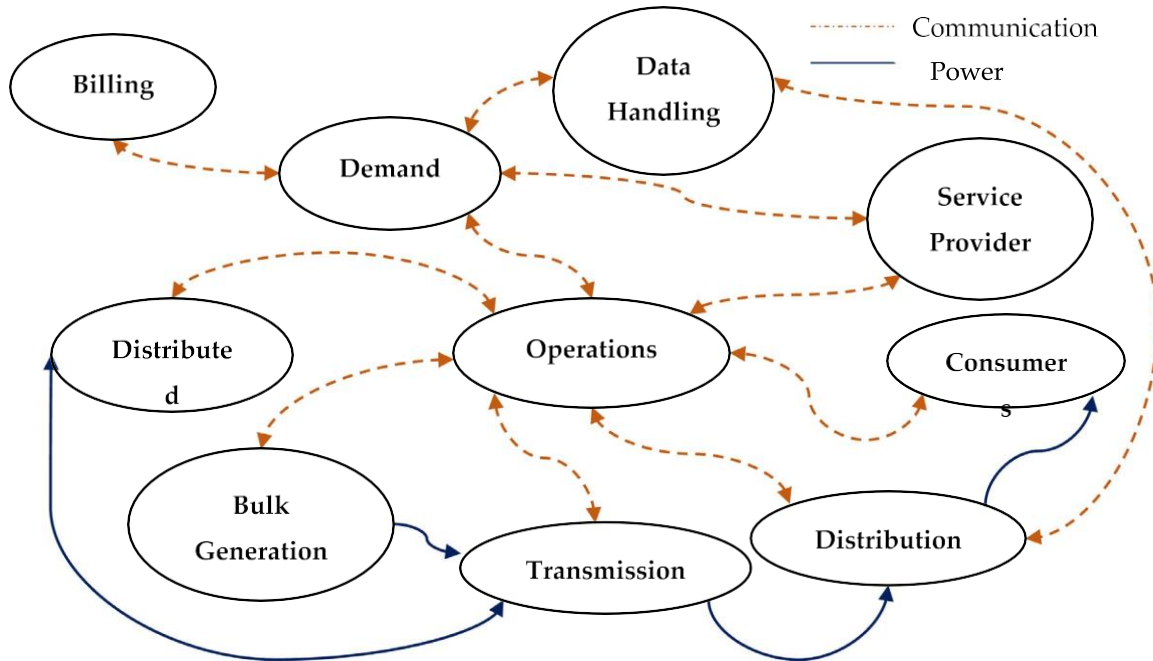 Communication
Power
Billing
Data
Handling
Demand
Service
Provider
Distribute
d
Operations
Consumer
s
Bulk
Generation
Transmission
Distribution